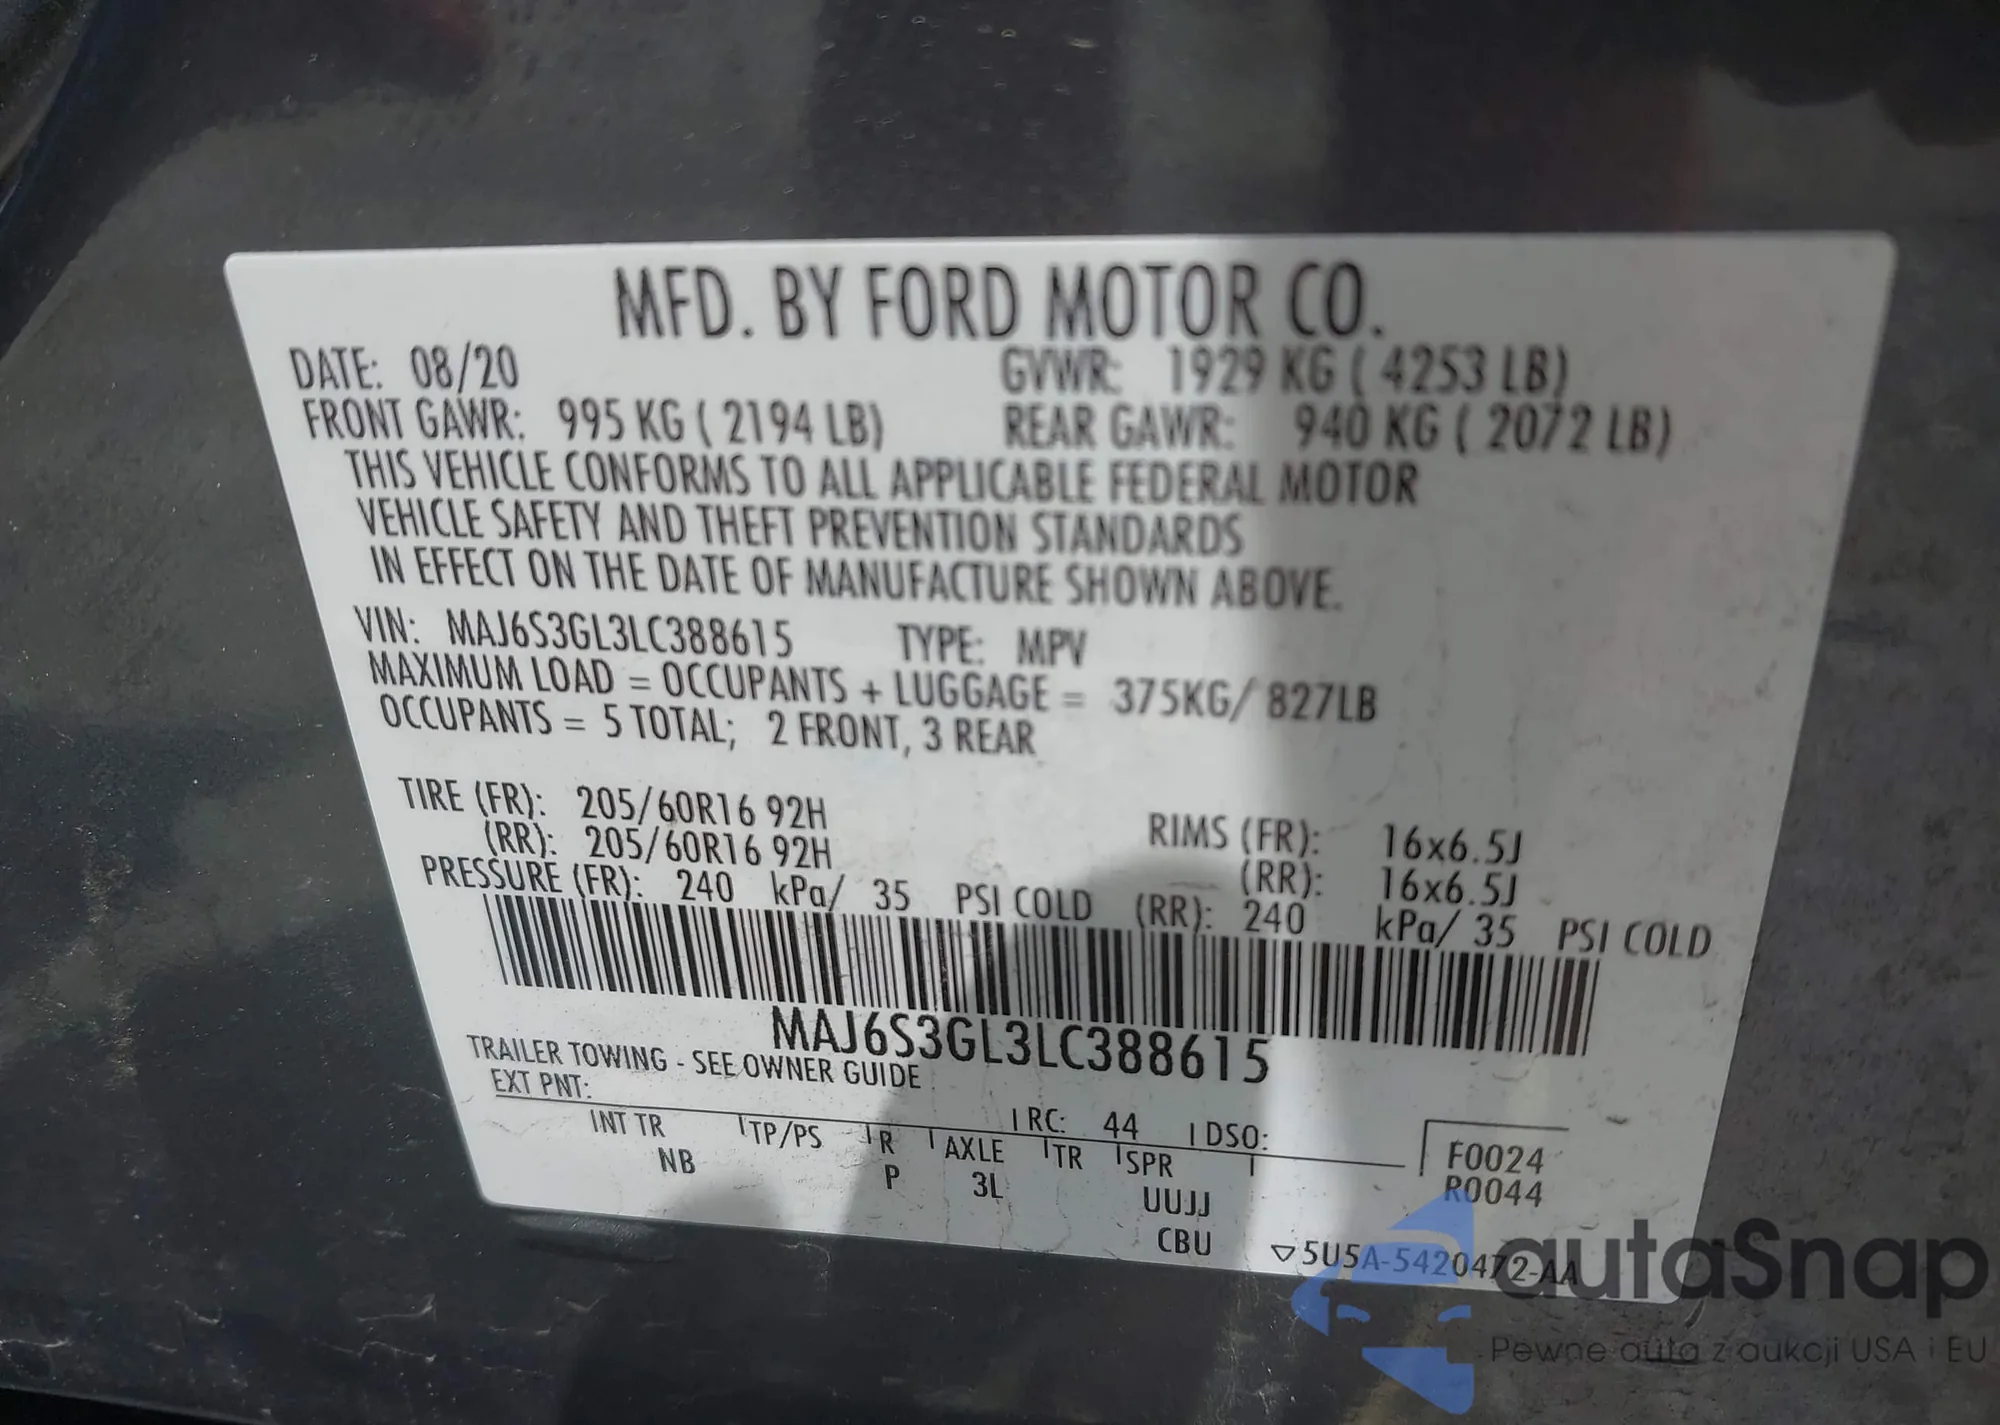 MFD. BY FORD MOTOR CO.
DATE: 08/20 GVWR: 1929 KG ( 4253 LB)
FRONT GAWR: 995 KG ( 2194 LB) REAR GAWR: 940 KG ( 2072 LB)
THIS VEHICLE CONFORMS TO ALL APPLICABLE FEDERAL MOTOR
VEHICLE SAFETY AND THEFT PREVENTION STANDARDS
IN EFFECT ON THE DATE OF MANUFACTURE SHOWN ABOVE.
VIN: MAJ6S3GL3LC388615 TYPE: MPV
MAXIMUM LOAD = OCCUPANTS + LUGGAGE = 375KG/ 827LB
OCCUPANTS = 5 TOTAL; 2 FRONT, 3 REAR
TIRE (FR): 205/60R16 92H RIMS (FR): 16x6.5J
(RR): 205/60R16 92H (RR): 16x6.5J
PRESSURE (FR): 240 kPa/ 35 PSI COLD (RR): 240 kPa/ 35 PSI COLD
MAJ6S3GL3LC388615
TRAILER TOWING - SEE OWNER GUIDE
EXT PNT: RC: 44 DSO:
INT TR TP/PS R AXLE TR SPR F0024
NB P 3L UUJJ R0044
CBU ▽5U5A-5420472-AA
autaSnap
Pewne auta z aukcji USA i EU